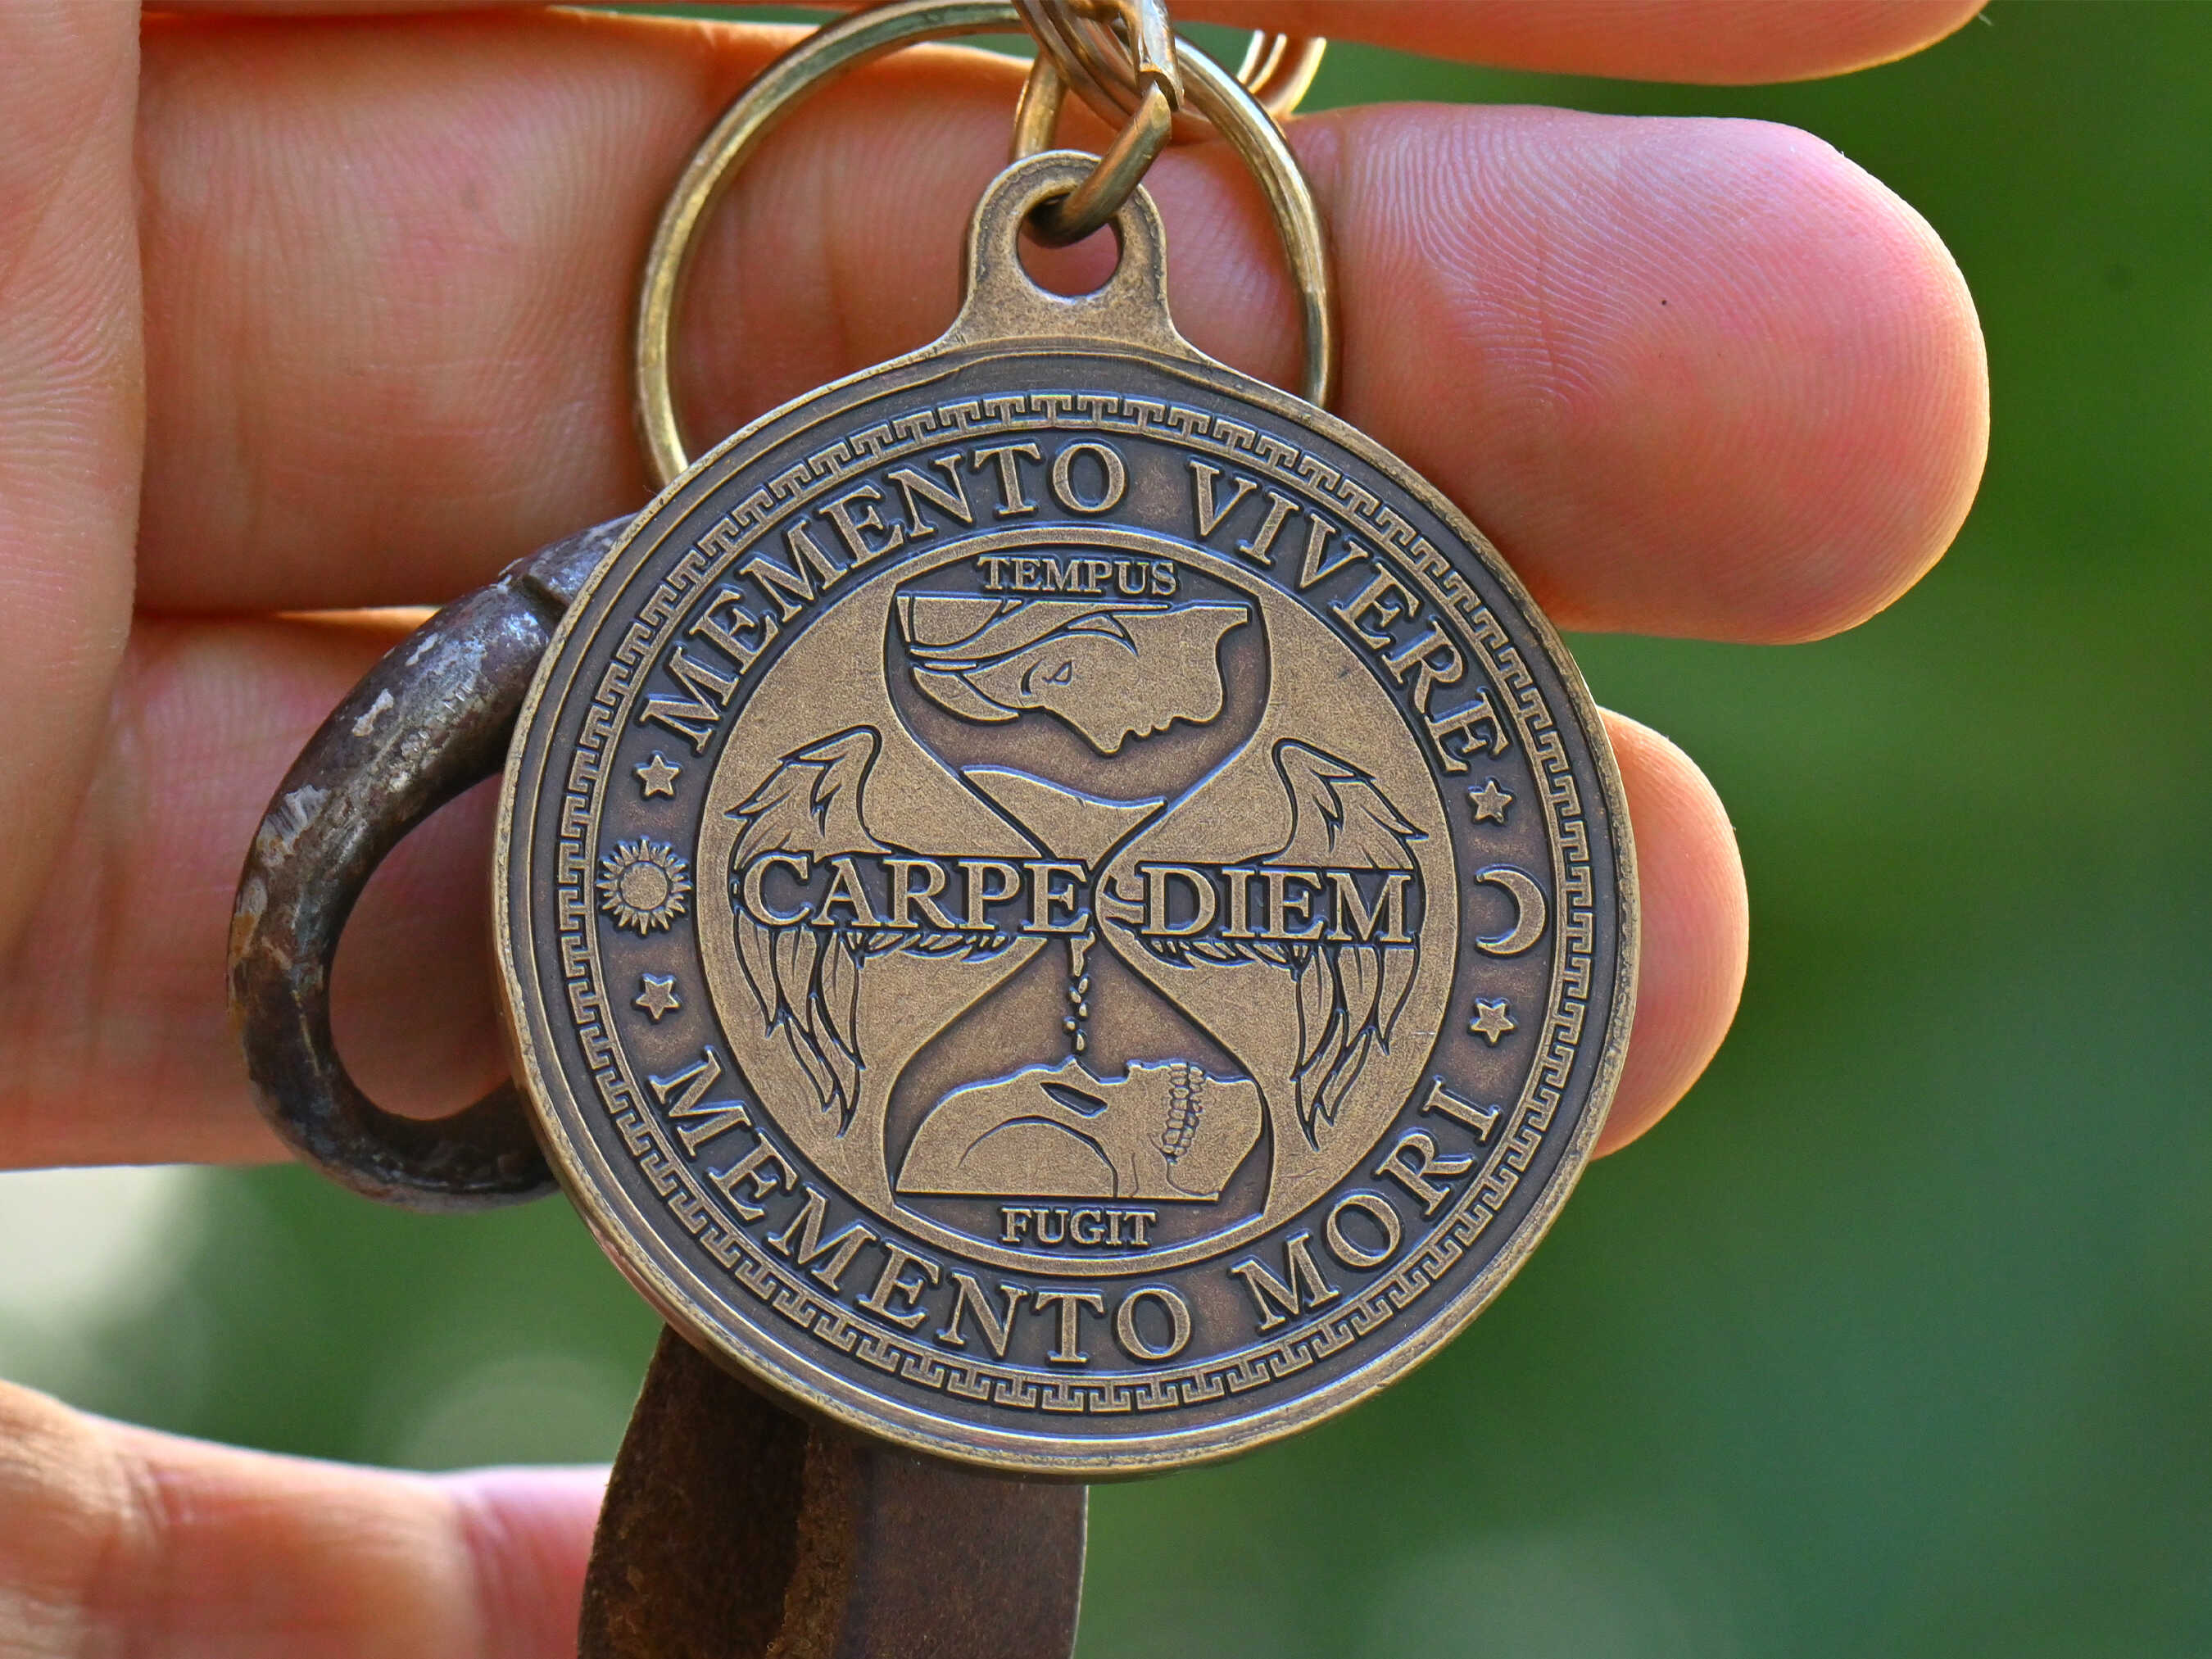 MEMENTO VIVERE
TEMPUS
CARPE DIEM
FUGIT
MEMENTO MORI